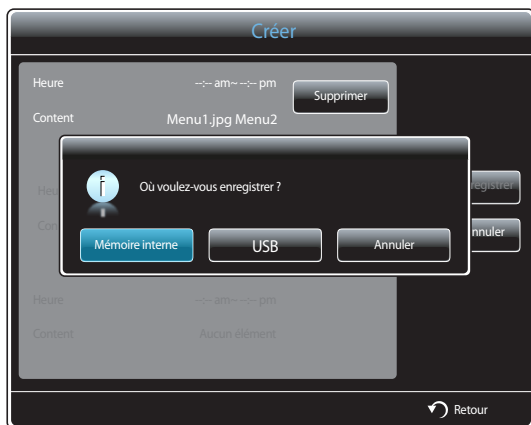 Créer
Heure --:-- am~ --:-- pm
Supprimer
Content Menu1.jpg Menu2
Où voulez-vous enregistrer ?
Mémoire interne USB Annuler
Heure --:-- am~ --:-- pm
Content Aucun élément
Retour